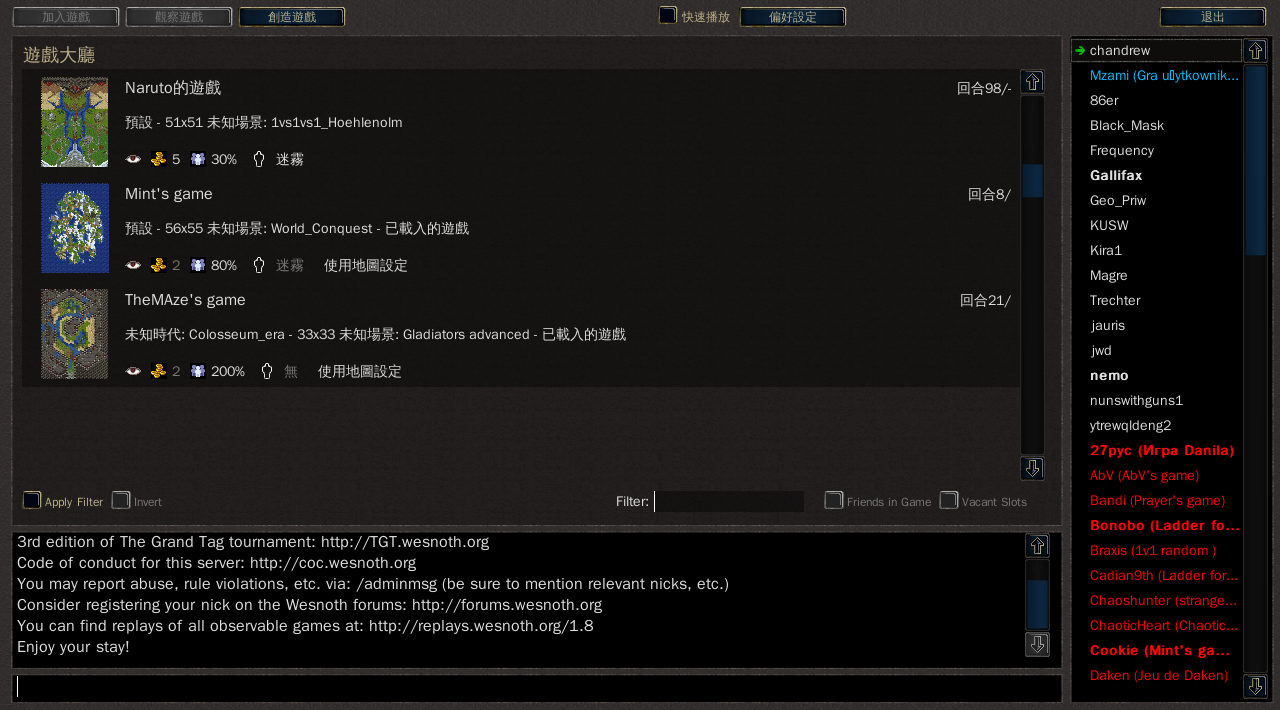 加入遊戲 觀察遊戲 創造遊戲 快速播放 偏好設定 退出
遊戲大廳
Naruto的遊戲 回合98/-
預設 - 51x51 未知場景: 1vs1vs1_Hoehlenolm
5 30% 迷霧
Mint's game 回合8/
預設 - 56x55 未知場景: World_Conquest - 已載入的遊戲
2 80% 迷霧 使用地圖設定
TheMAze's game 回合21/
未知時代: Colosseum_era - 33x33 未知場景: Gladiators advanced - 已載入的遊戲
2 200% 無 使用地圖設定
Apply Filter Invert Filter: Friends in Game Vacant Slots
3rd edition of The Grand Tag tournament: http://TGT.wesnoth.org
Code of conduct for this server: http://coc.wesnoth.org
You may report abuse, rule violations, etc. via: /adminmsg (be sure to mention relevant nicks, etc.)
Consider registering your nick on the Wesnoth forums: http://forums.wesnoth.org
You can find replays of all observable games at: http://replays.wesnoth.org/1.8
Enjoy your stay!
chandrew
Mzami (Gra u▯ytkownik...
86er
Black_Mask
Frequency
Gallifax
Geo_Priw
KUSW
Kira1
Magre
Trechter
jauris
jwd
nemo
nunswithguns1
ytrewqldeng2
27pyc (Игра Danila)
AbV (AbV's game)
Bandi (Prayer's game)
Bonobo (Ladder fo...
Braxis (1v1 random )
Cadian9th (Ladder for...
Chaoshunter (strange...
ChaoticHeart (Chaotic...
Cookie (Mint's ga...
Daken (Jeu de Daken)